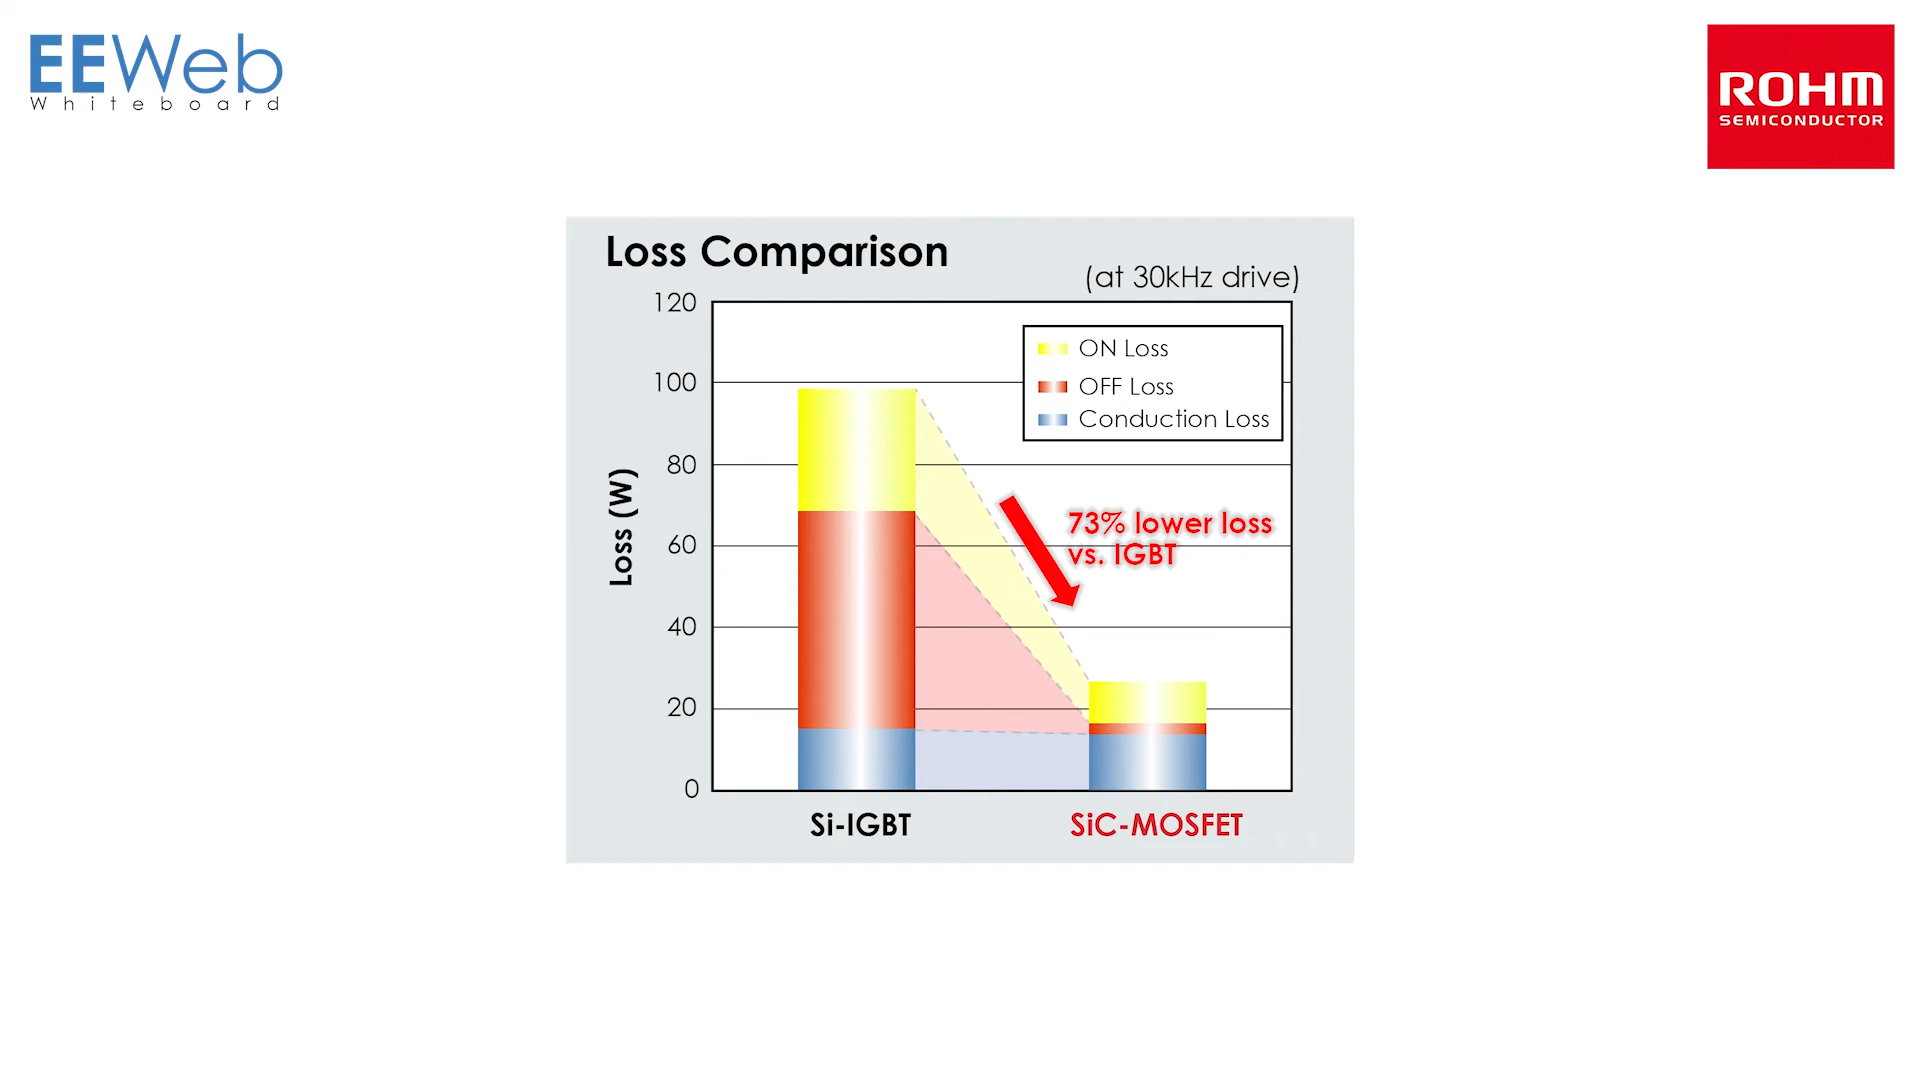 EEWeb
Whiteboard
ROHM
SEMICONDUCTOR
Loss Comparison
(at 30kHz drive)
120
100
80
60
40
20
0
Loss (W)
ON Loss
OFF Loss
Conduction Loss
73% lower loss
vs. IGBT
Si-IGBT
SiC-MOSFET